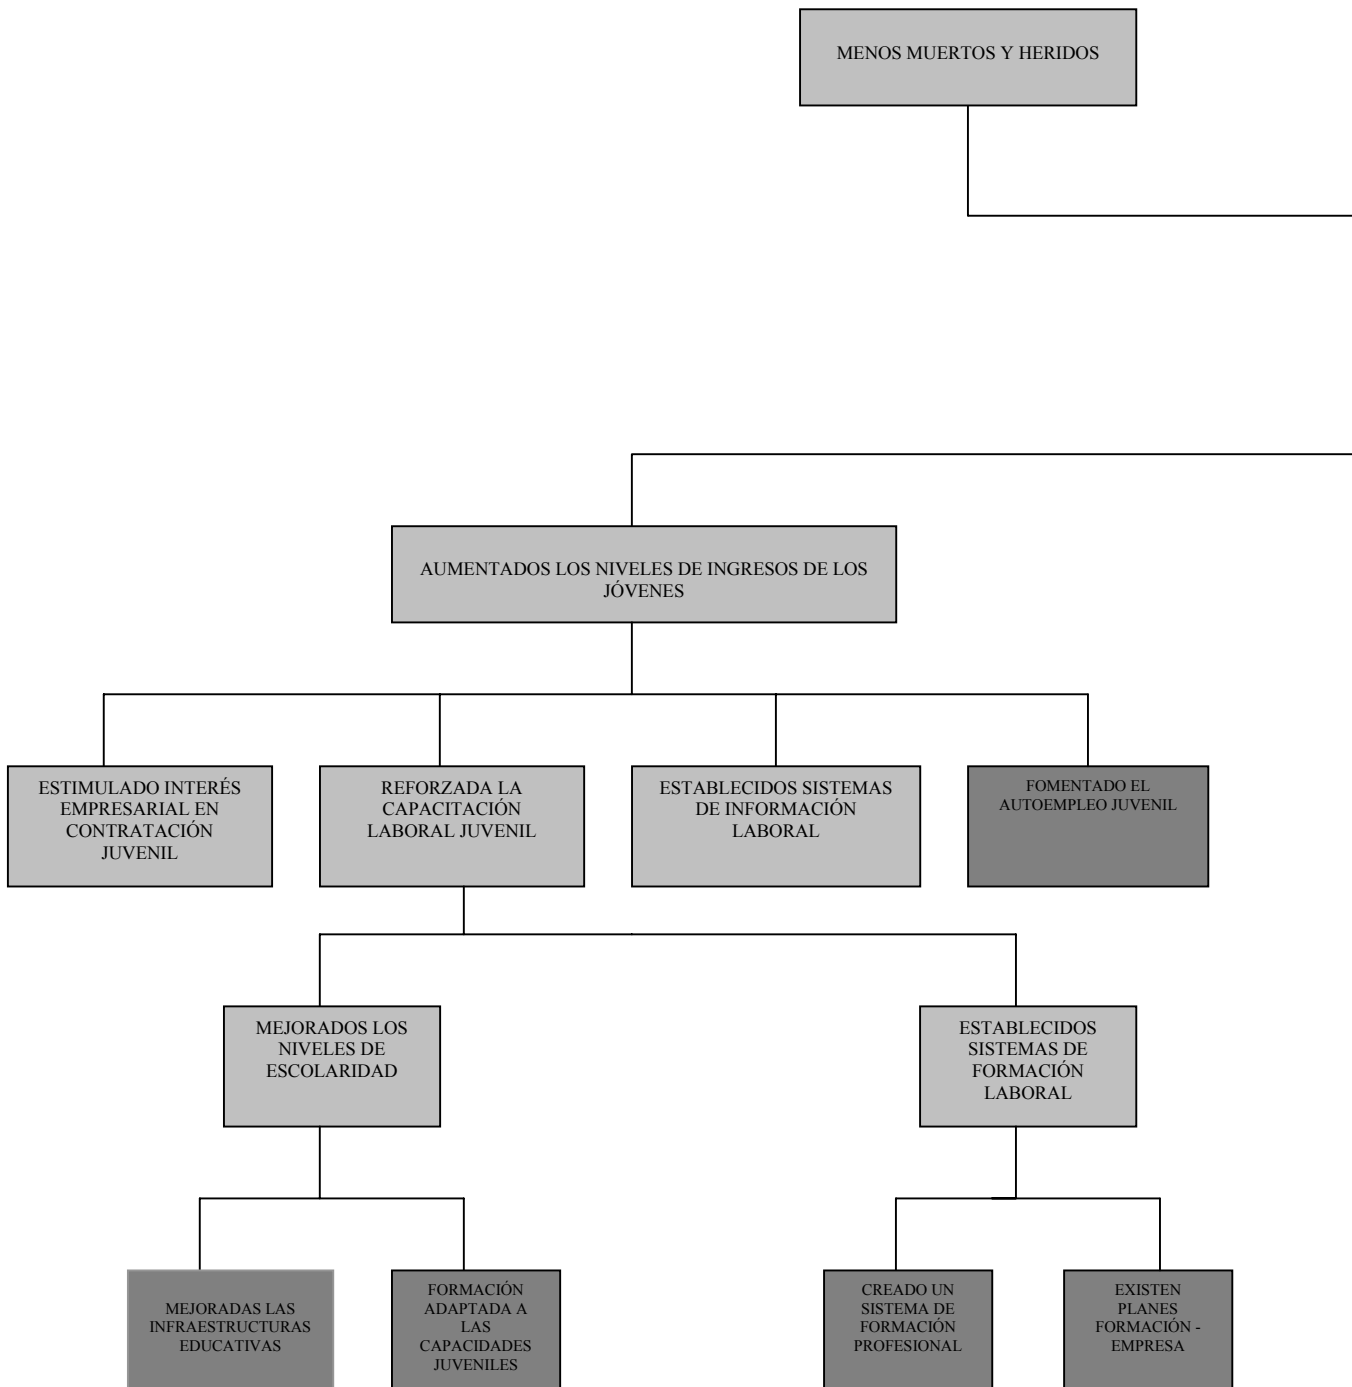 MENOS MUERTOS Y HERIDOS
AUMENTADOS LOS NIVELES DE INGRESOS DE LOS
JÓVENES
ESTIMULADO INTERÉS
EMPRESARIAL EN
CONTRATACIÓN
JUVENIL
REFORZADA LA
CAPACITACIÓN
LABORAL JUVENIL
ESTABLECIDOS SISTEMAS
DE INFORMACIÓN
LABORAL
FOMENTADO EL
AUTOEMPLEO JUVENIL
MEJORADOS LOS
NIVELES DE
ESCOLARIDAD
ESTABLECIDOS
SISTEMAS DE
FORMACIÓN
LABORAL
MEJORADAS LAS
INFRAESTRUCTURAS
EDUCATIVAS
FORMACIÓN
ADAPTADA A
LAS
CAPACIDADES
JUVENILES
CREADO UN
SISTEMA DE
FORMACIÓN
PROFESIONAL
EXISTEN
PLANES
FORMACIÓN -
EMPRESA